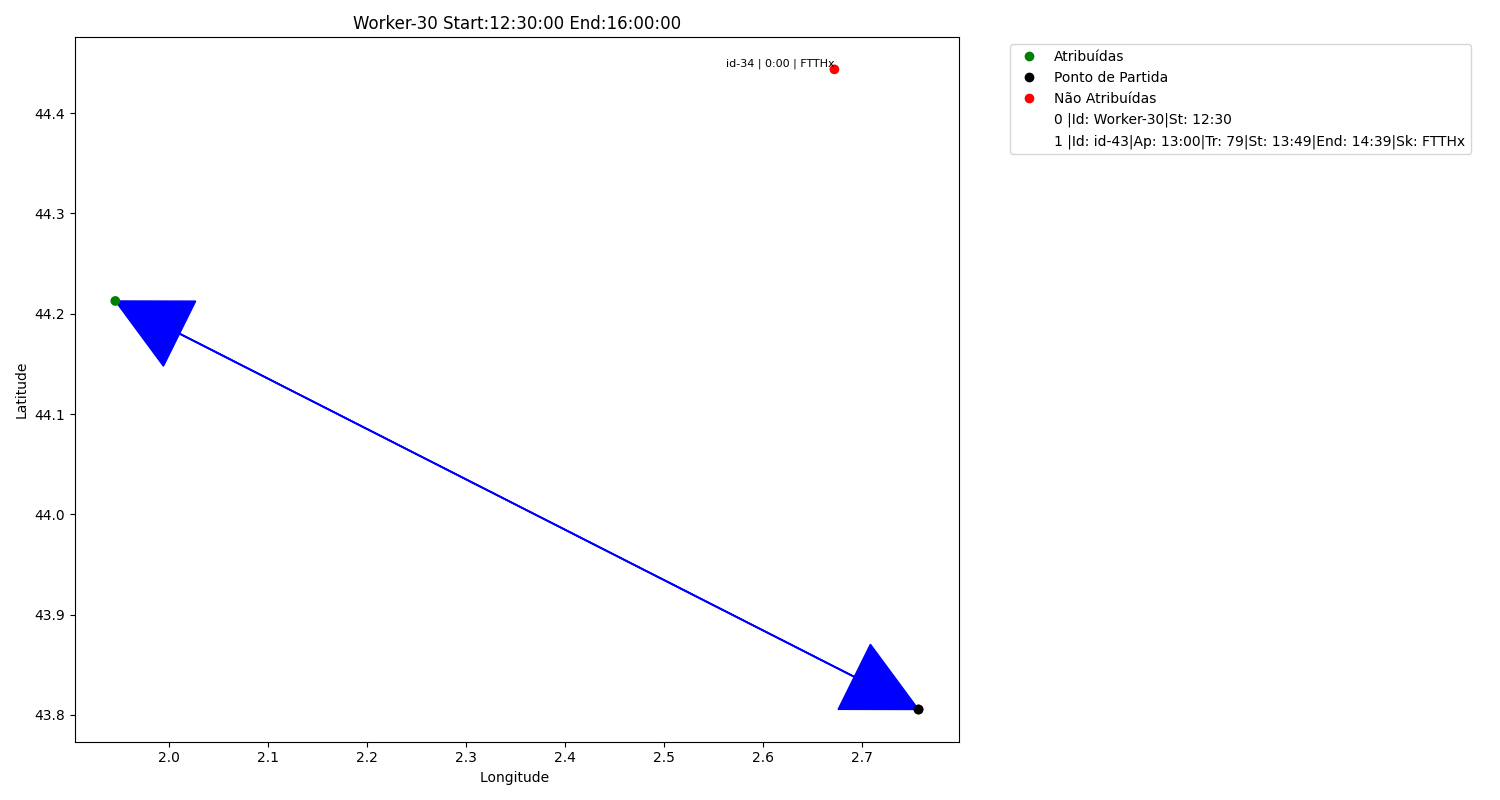 Worker-30 Start:12:30:00 End:16:00:00
id-34 | 0:00 | FTTHx
Atribuídas
Ponto de Partida
Não Atribuídas
0 |Id: Worker-30|St: 12:30
1 |Id: id-43|Ap: 13:00|Tr: 79|St: 13:49|End: 14:39|Sk: FTTHx
44.4
44.3
44.2
44.1
44.0
43.9
43.8
Latitude
2.0 2.1 2.2 2.3 2.4 2.5 2.6 2.7
Longitude